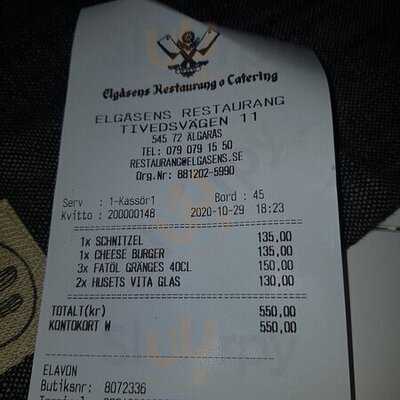 Elgåsens Restaurang o Catering
ELGÅSENS RESTAURANG
TIVEDSVÄGEN 11
545 72 ÄLGARÅS
TEL: 079 079 15 50
RESTAURANG@ELGASENS.SE
Org.Nr: 881202-5990
Serv : 1-Kassör1 Bord : 45
Kvitto : 200000148 2020-10-29 18:23
1x SCHNITZEL 135,00
1x CHEESE BURGER 135,00
3x FATÖL GRÄNGES 40CL 150,00
2x HUSETS VITA GLAS 130,00
TOTALT(kr) 550,00
KONTOKORT W 550,00
ELAVON
Butiksnr: 8072336